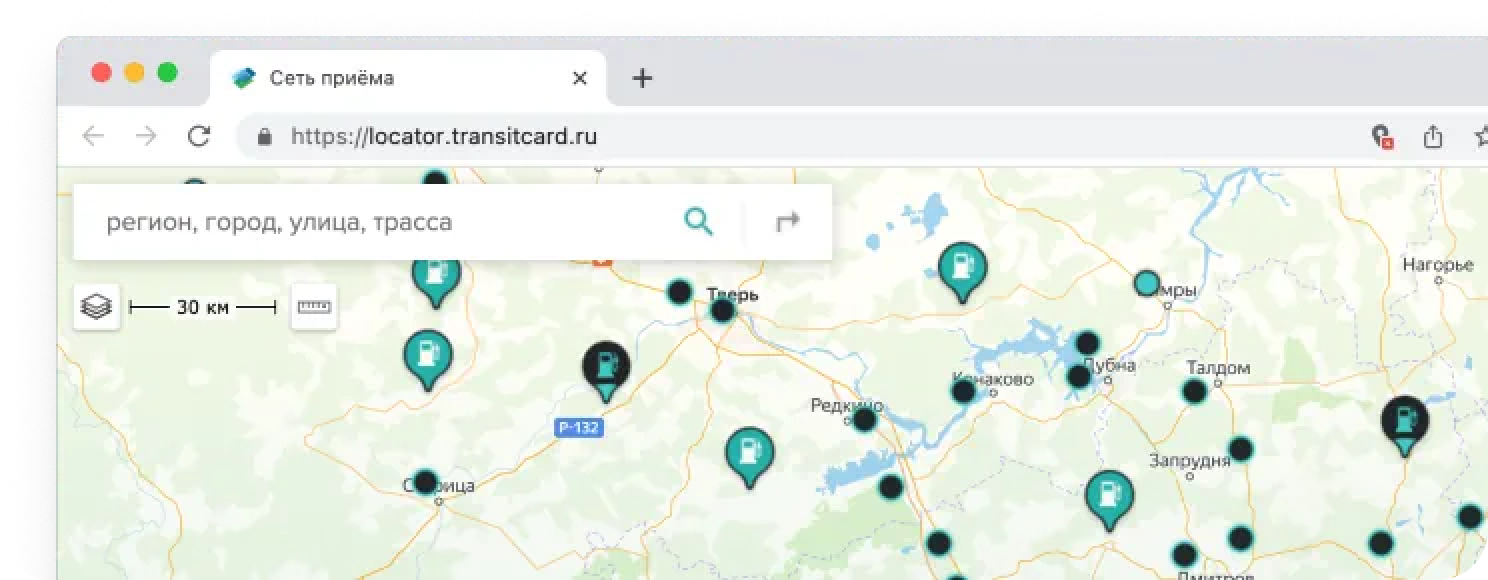 Сеть приёма
https://locator.transitcard.ru
регион, город, улица, трасса
30 км
Тверь
Нагорье
Дубна
Талдом
Конаково
Редкино
Р-132
Запрудня
Старица
Дмитров